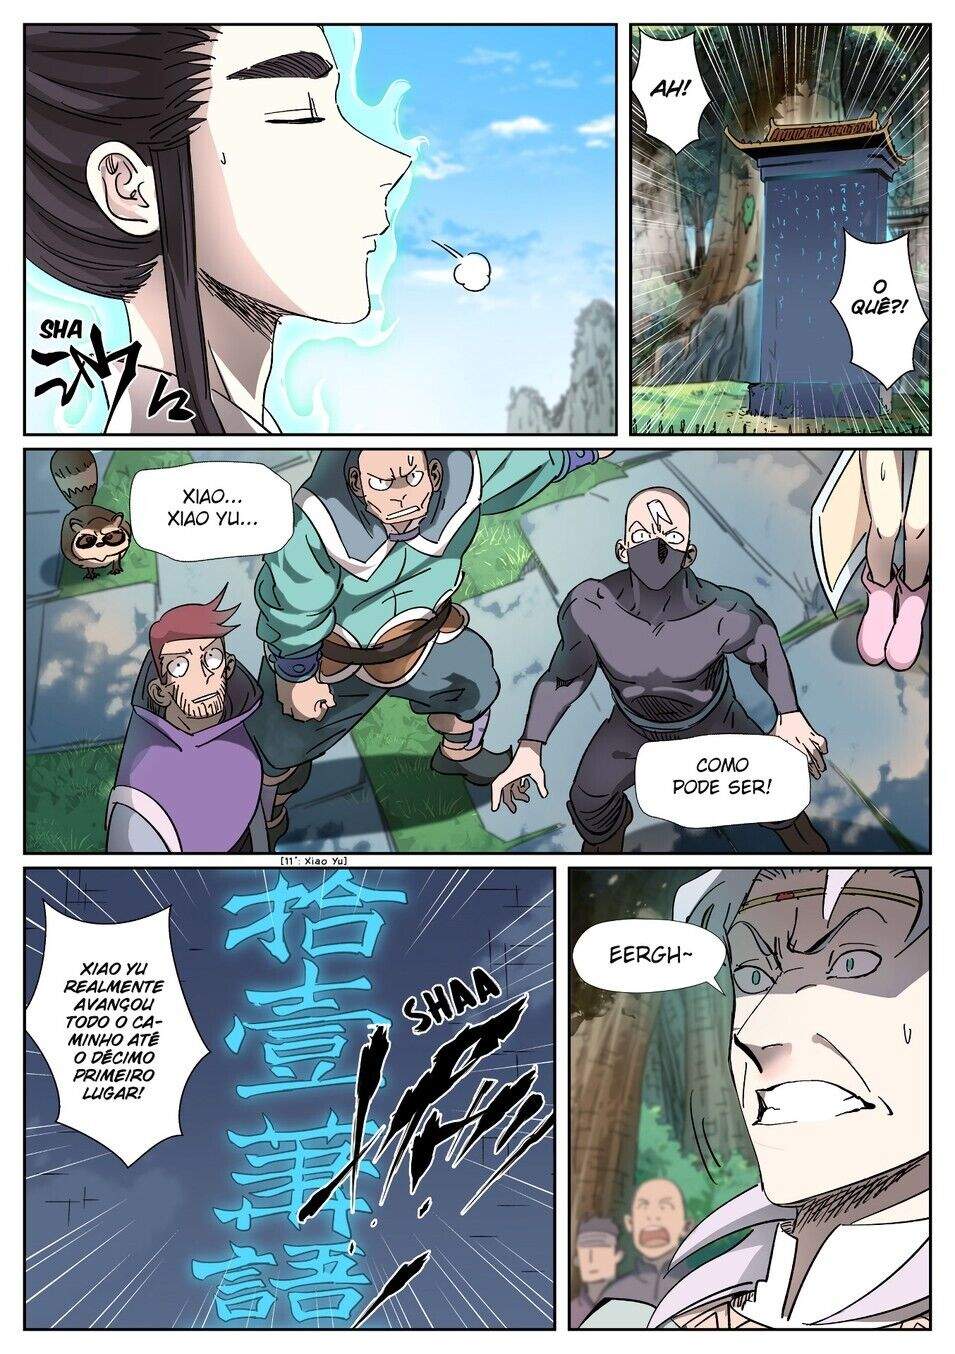 SHA
AH!
O
QUÊ?!
XIAO...
XIAO YU...
COMO
PODE SER!
[11°: Xiao Yu]
XIAO YU
REALMENTE
AVANÇOU
TODO O CA-
MINHO ATÉ
O DÉCIMO
PRIMEIRO
LUGAR!
拾
壹
蕭
語
SHAA
EERGH~